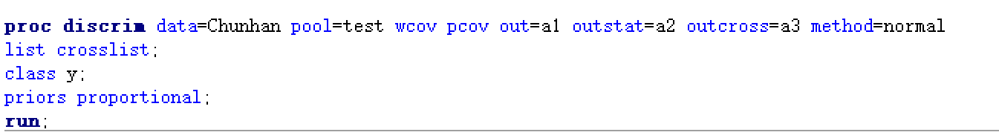 proc discrim data=Chunhan pool=test wcov pcov out=a1 outstat=a2 outcross=a3 method=normal
list crosslist;
class y;
priors proportional;
run;